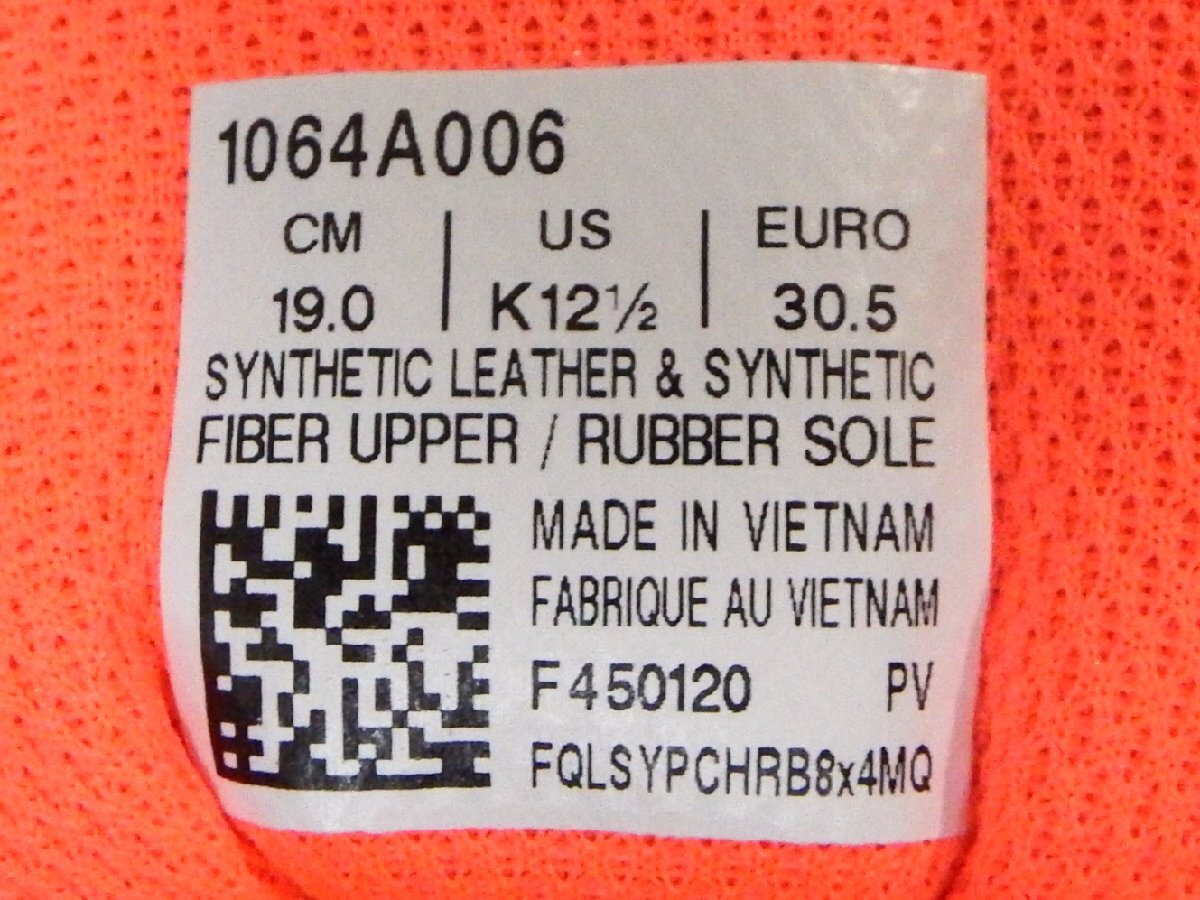 1064A006
CM | US | EURO
19.0 | K12½ | 30.5
SYNTHETIC LEATHER & SYNTHETIC
FIBER UPPER / RUBBER SOLE
MADE IN VIETNAM
FABRIQUE AU VIETNAM
F450120 PV
FQLSYPCHRB8x4MQ